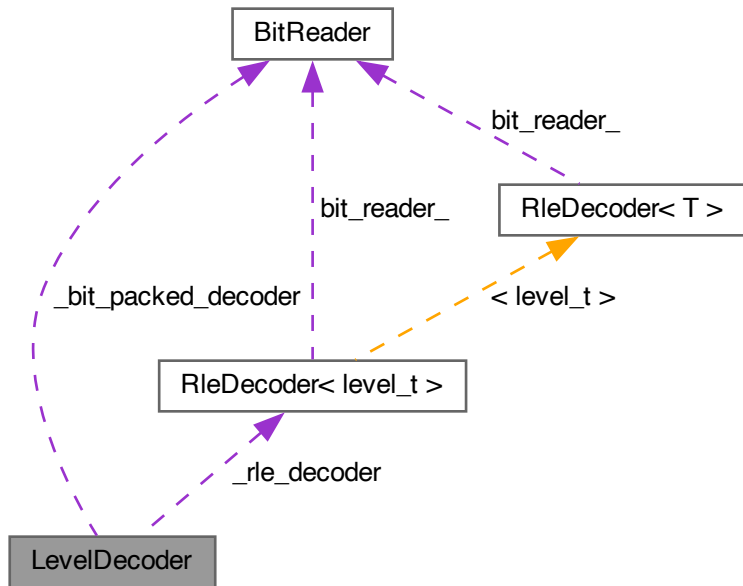 BitReader
bit_reader_
RleDecoder< T >
bit_reader_
_bit_packed_decoder
< level_t >
RleDecoder< level_t >
_rle_decoder
LevelDecoder